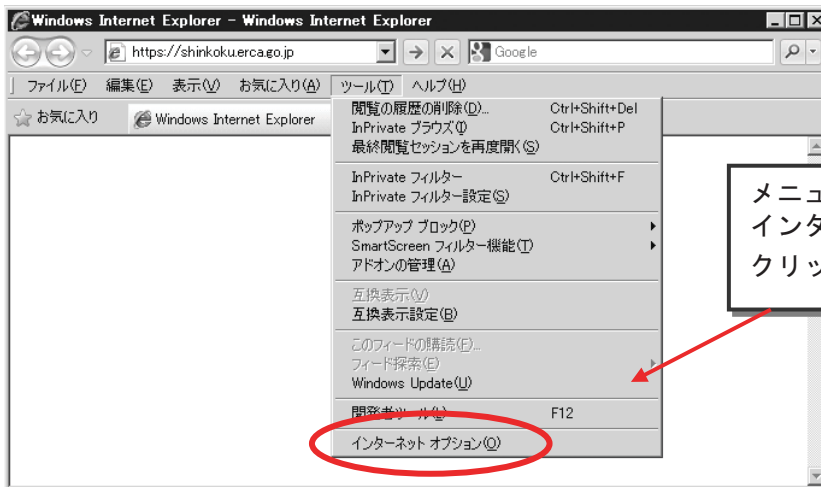 Windows Internet Explorer - Windows Internet Explorer
https://shinkoku.erca.go.jp
Google
ファイル(F) 編集(E) 表示(V) お気に入り(A) ツール(T) ヘルプ(H)
お気に入り Windows Internet Explorer
閲覧の履歴の削除(D)... Ctrl+Shift+Del
InPrivate ブラウズ(I) Ctrl+Shift+P
最終閲覧セッションを再度開く(S)
InPrivate フィルター Ctrl+Shift+F
InPrivate フィルター設定(S)
ポップアップ ブロック(P)
SmartScreen フィルター機能(T)
アドオンの管理(A)
互換表示(V)
互換表示設定(B)
このフィードの購読(F)...
フィード探索(E)
Windows Update(U)
開発者ツール(L) F12
インターネット オプション(O)
メニュ
インタ
クリッ